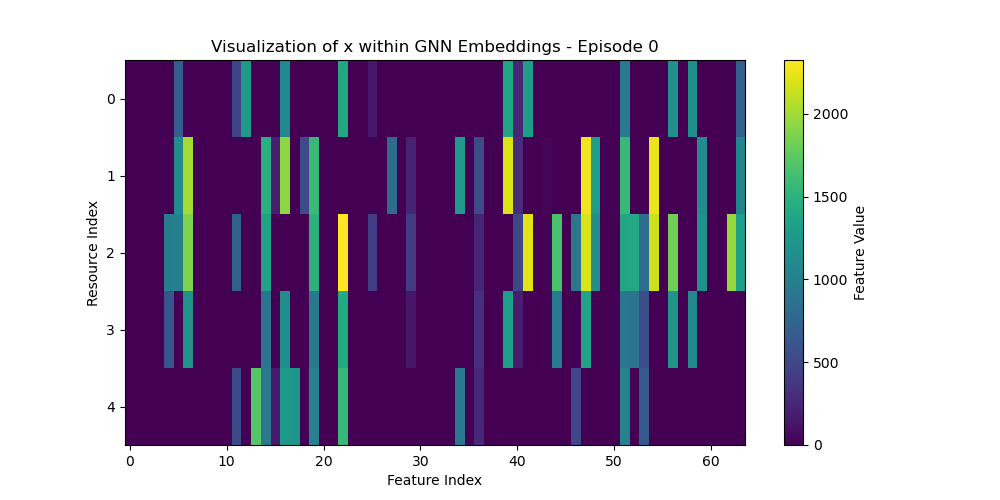 Visualization of x within GNN Embeddings - Episode 0
Resource Index
0
1
2
3
4
0 10 20 30 40 50 60
Feature Index
2000
1500
1000
500
0
Feature Value